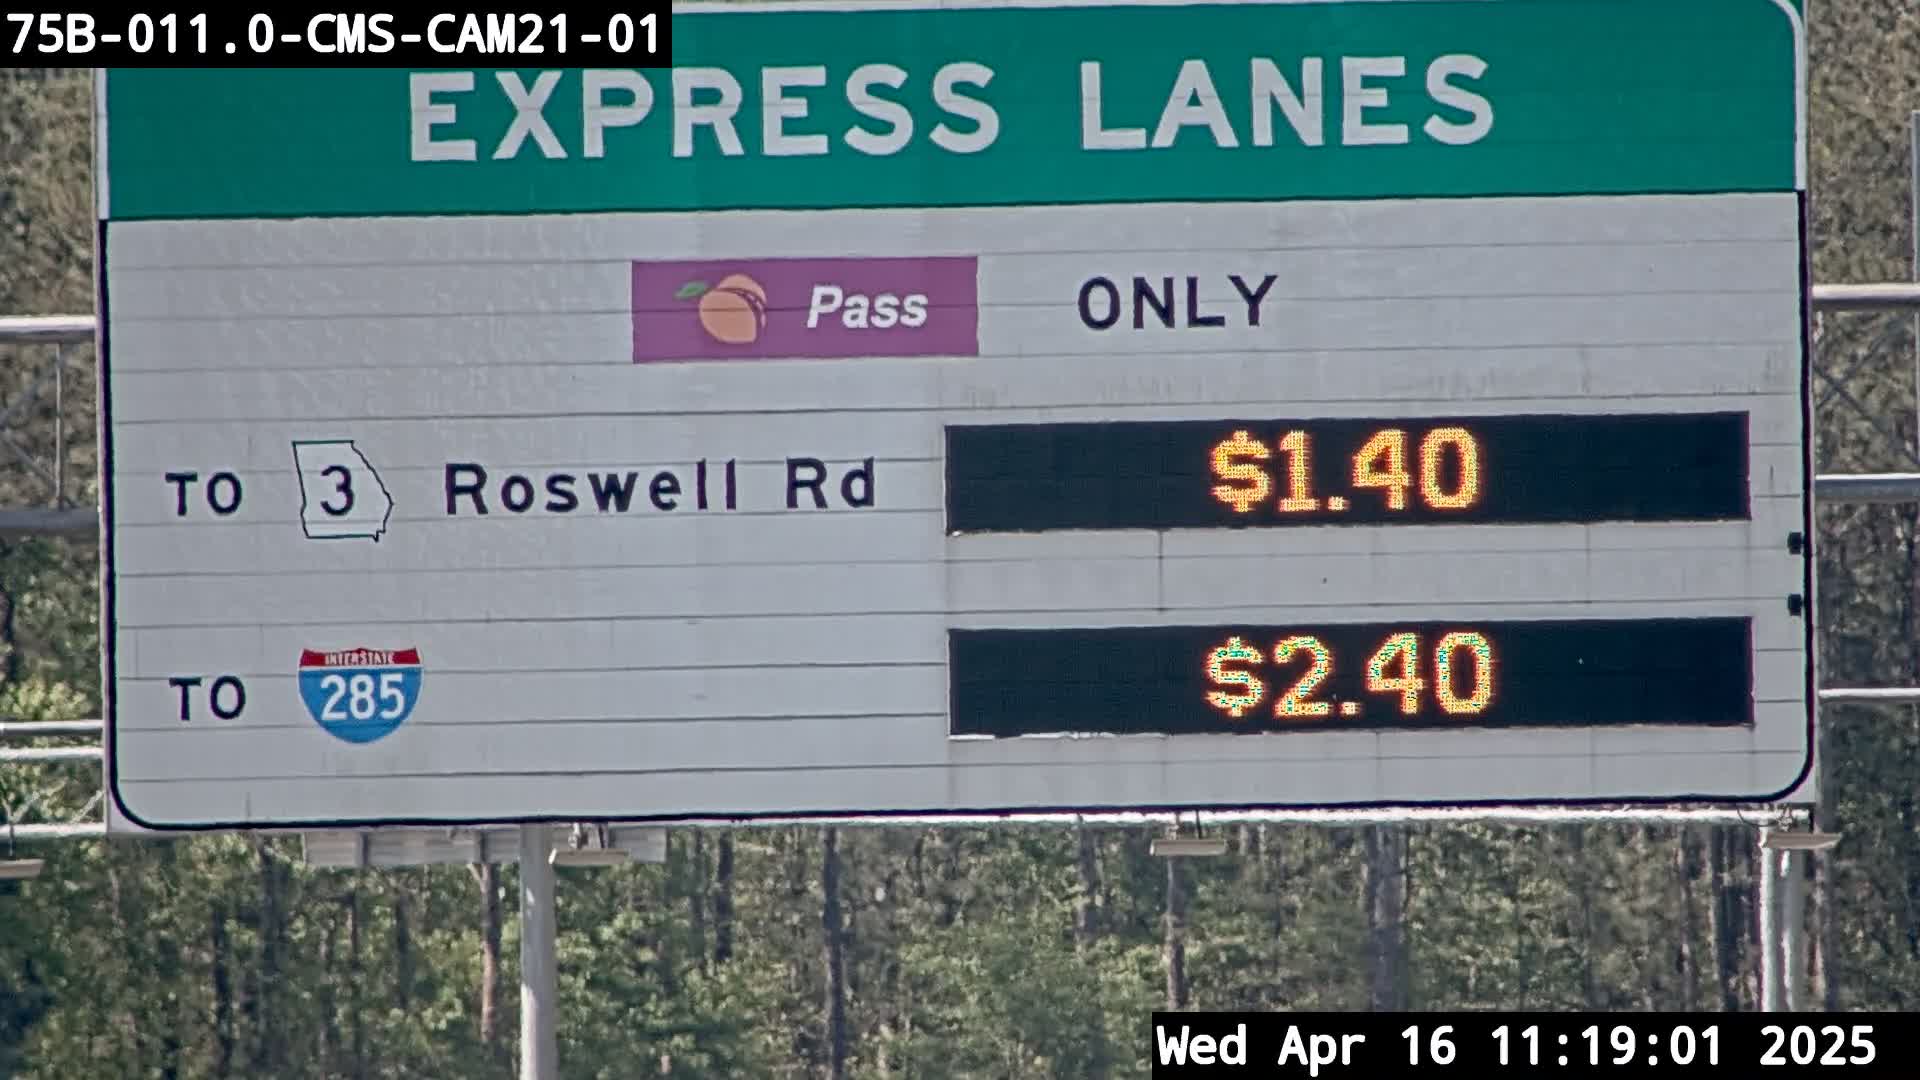 75B-011.0-CMS-CAM21-01
EXPRESS LANES
Pass ONLY
TO 3 Roswell Rd $1.40
INTERSTATE
TO 285 $2.40
Wed Apr 16 11:19:01 2025